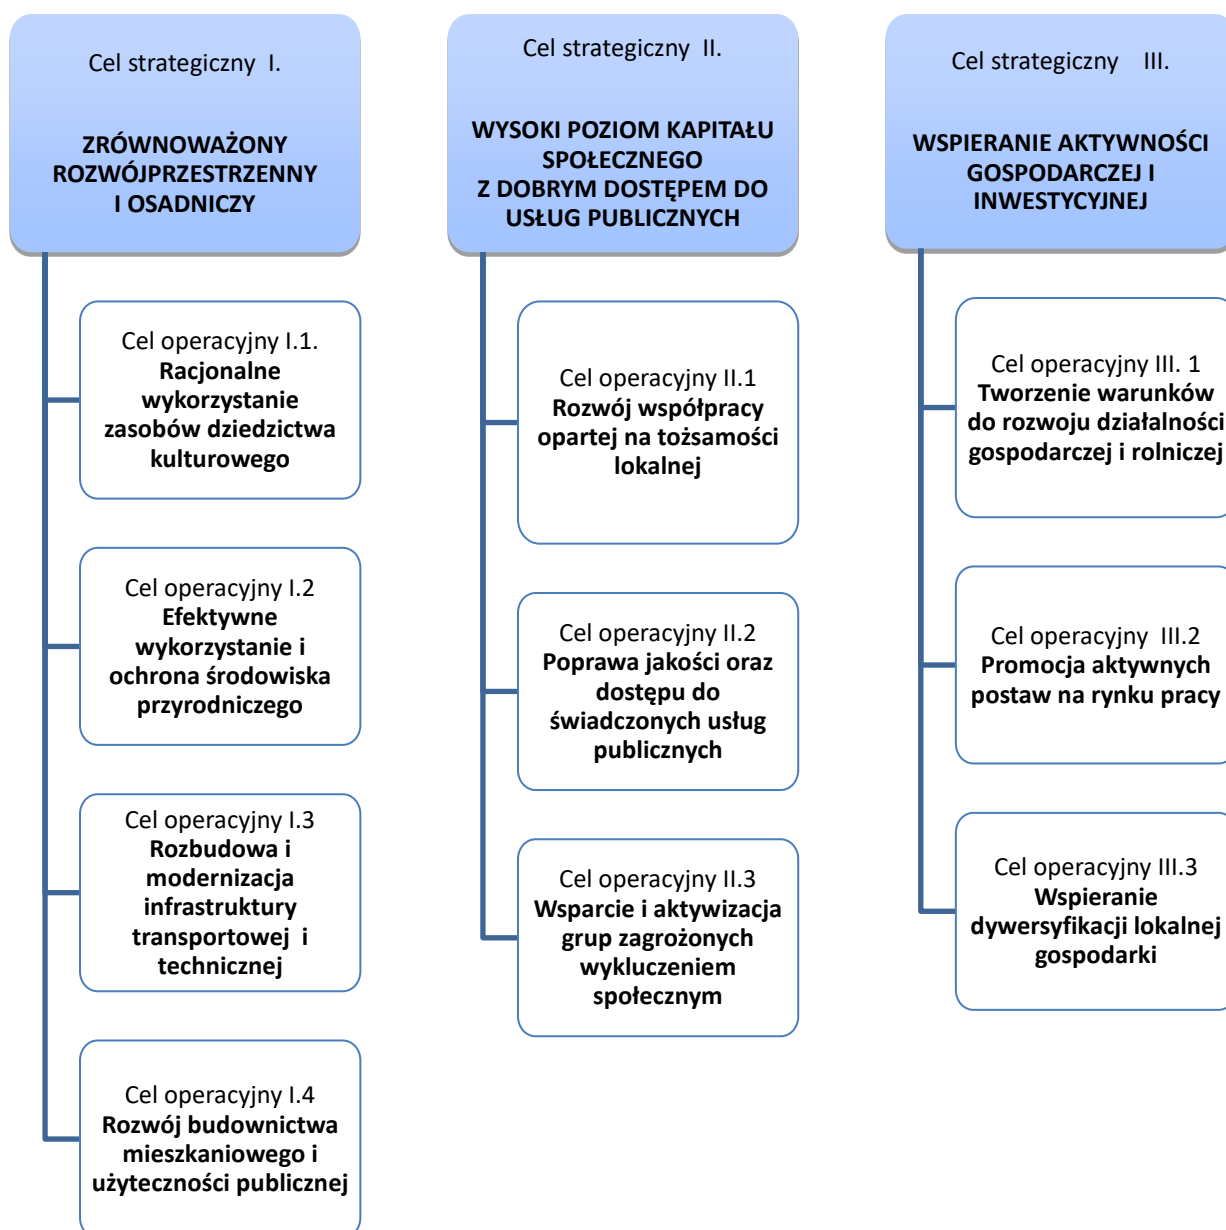 Cel strategiczny I.
ZRÓWNOWAŻONY
ROZWÓJPRZESTRZENNY
I OSADNICZY
Cel operacyjny I.1.
Racjonalne
wykorzystanie
zasobów dziedzictwa
kulturowego
Cel operacyjny I.2
Efektywne
wykorzystanie i
ochrona środowiska
przyrodniczego
Cel operacyjny I.3
Rozbudowa i
modernizacja
infrastruktury
transportowej i
technicznej
Cel operacyjny I.4
Rozwój budownictwa
mieszkaniowego i
użyteczności publicznej
Cel strategiczny II.
WYSOKI POZIOM KAPITAŁU
SPOŁECZNEGO
Z DOBRYM DOSTĘPEM DO
USŁUG PUBLICZNYCH
Cel operacyjny II.1
Rozwój współpracy
opartej na tożsamości
lokalnej
Cel operacyjny II.2
Poprawa jakości oraz
dostępu do
świadczonych usług
publicznych
Cel operacyjny II.3
Wsparcie i aktywizacja
grup zagrożonych
wykluczeniem
społecznym
Cel strategiczny III.
WSPIERANIE AKTYWNOŚCI
GOSPODARCZEJ I
INWESTYCYJNEJ
Cel operacyjny III. 1
Tworzenie warunków
do rozwoju działalności
gospodarczej i rolniczej
Cel operacyjny III.2
Promocja aktywnych
postaw na rynku pracy
Cel operacyjny III.3
Wspieranie
dywersyfikacji lokalnej
gospodarki